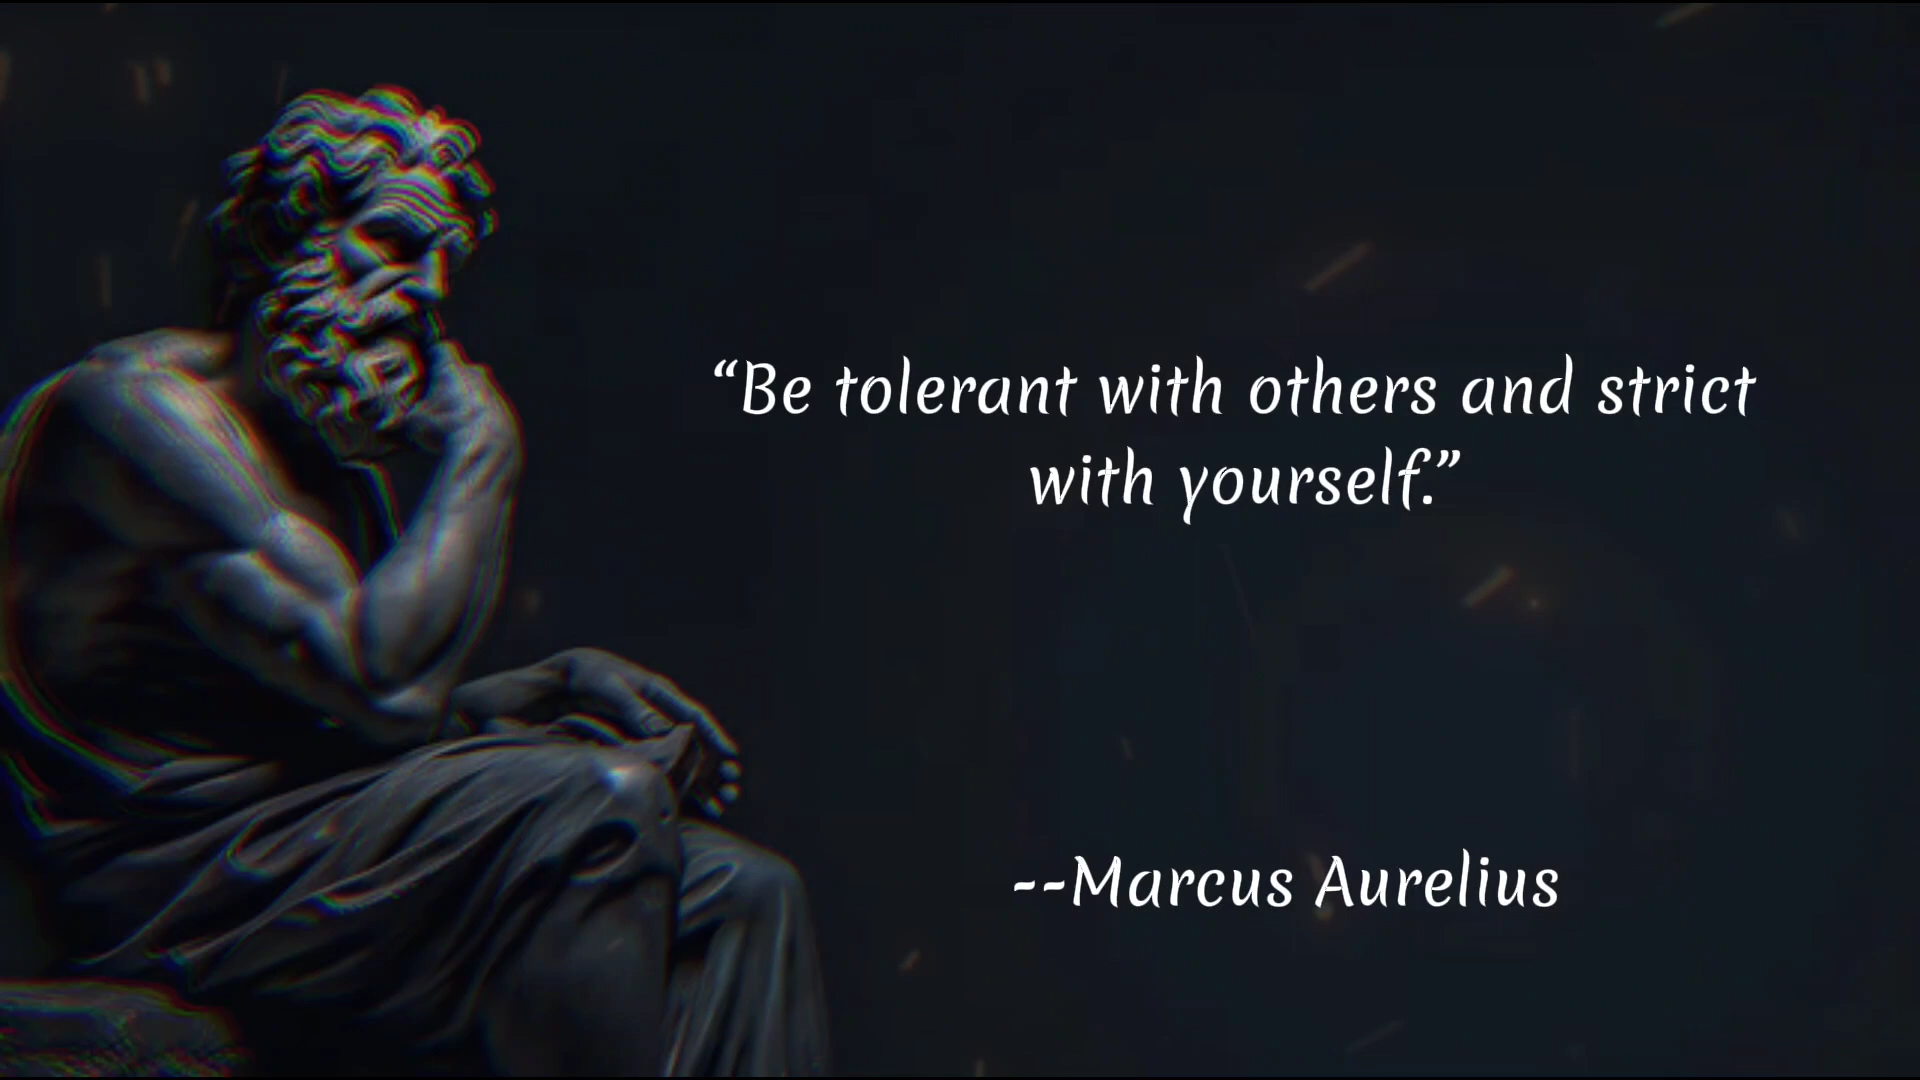 “Be tolerant with others and strict
with yourself.”
--Marcus Aurelius